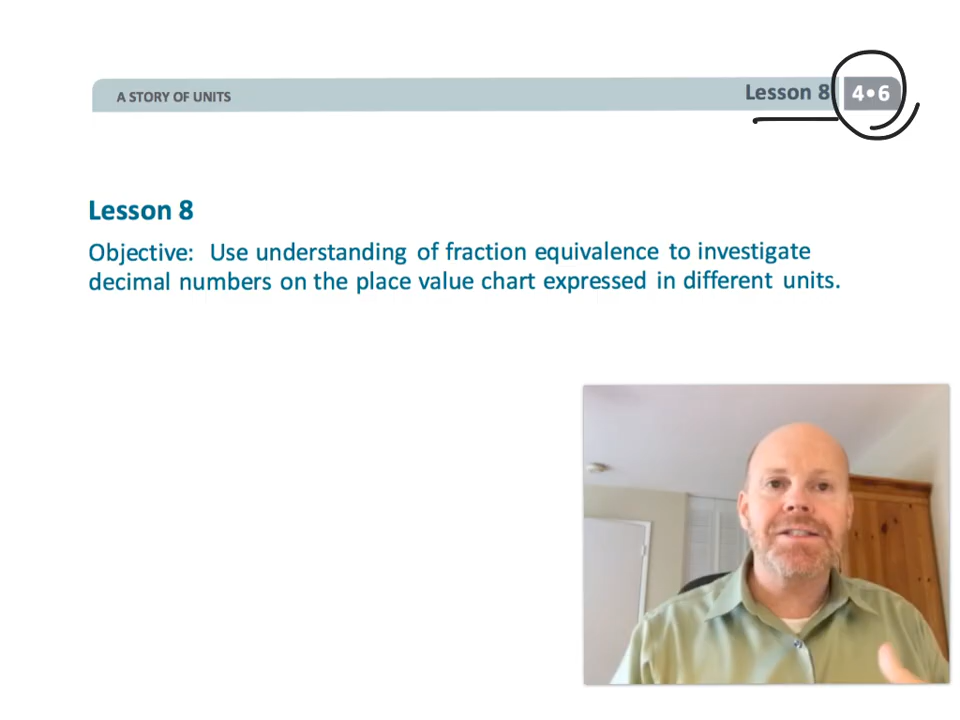 A STORY OF UNITS Lesson 8 4•6
Lesson 8
Objective: Use understanding of fraction equivalence to investigate
decimal numbers on the place value chart expressed in different units.